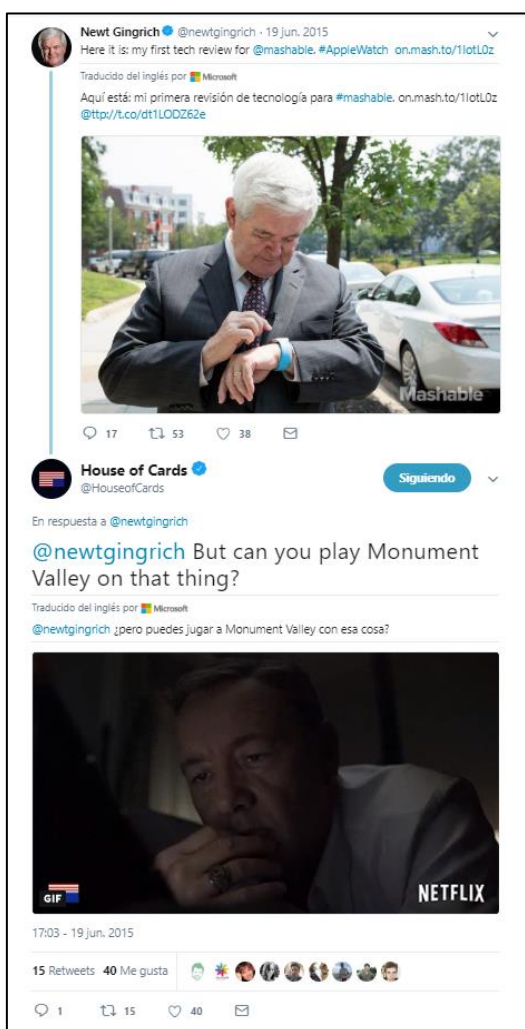 Newt Gingrich @newtgingrich · 19 jun. 2015
Here it is: my first tech review for @mashable. #AppleWatch on.mash.to/1IotL0z
Traducido del inglés por Microsoft
Aquí está: mi primera revisión de tecnología para #mashable. on.mash.to/1IotL0z
@ttp://t.co/dt1LODZ62e
Mashable
17 53 38
House of Cards
@HouseofCards
Siguiendo
En respuesta a @newtgingrich
@newtgingrich But can you play Monument
Valley on that thing?
Traducido del inglés por Microsoft
@newtgingrich ¿pero puedes jugar a Monument Valley con esa cosa?
GIF
NETFLIX
17:03 - 19 jun. 2015
15 Retweets 40 Me gusta
1 15 40